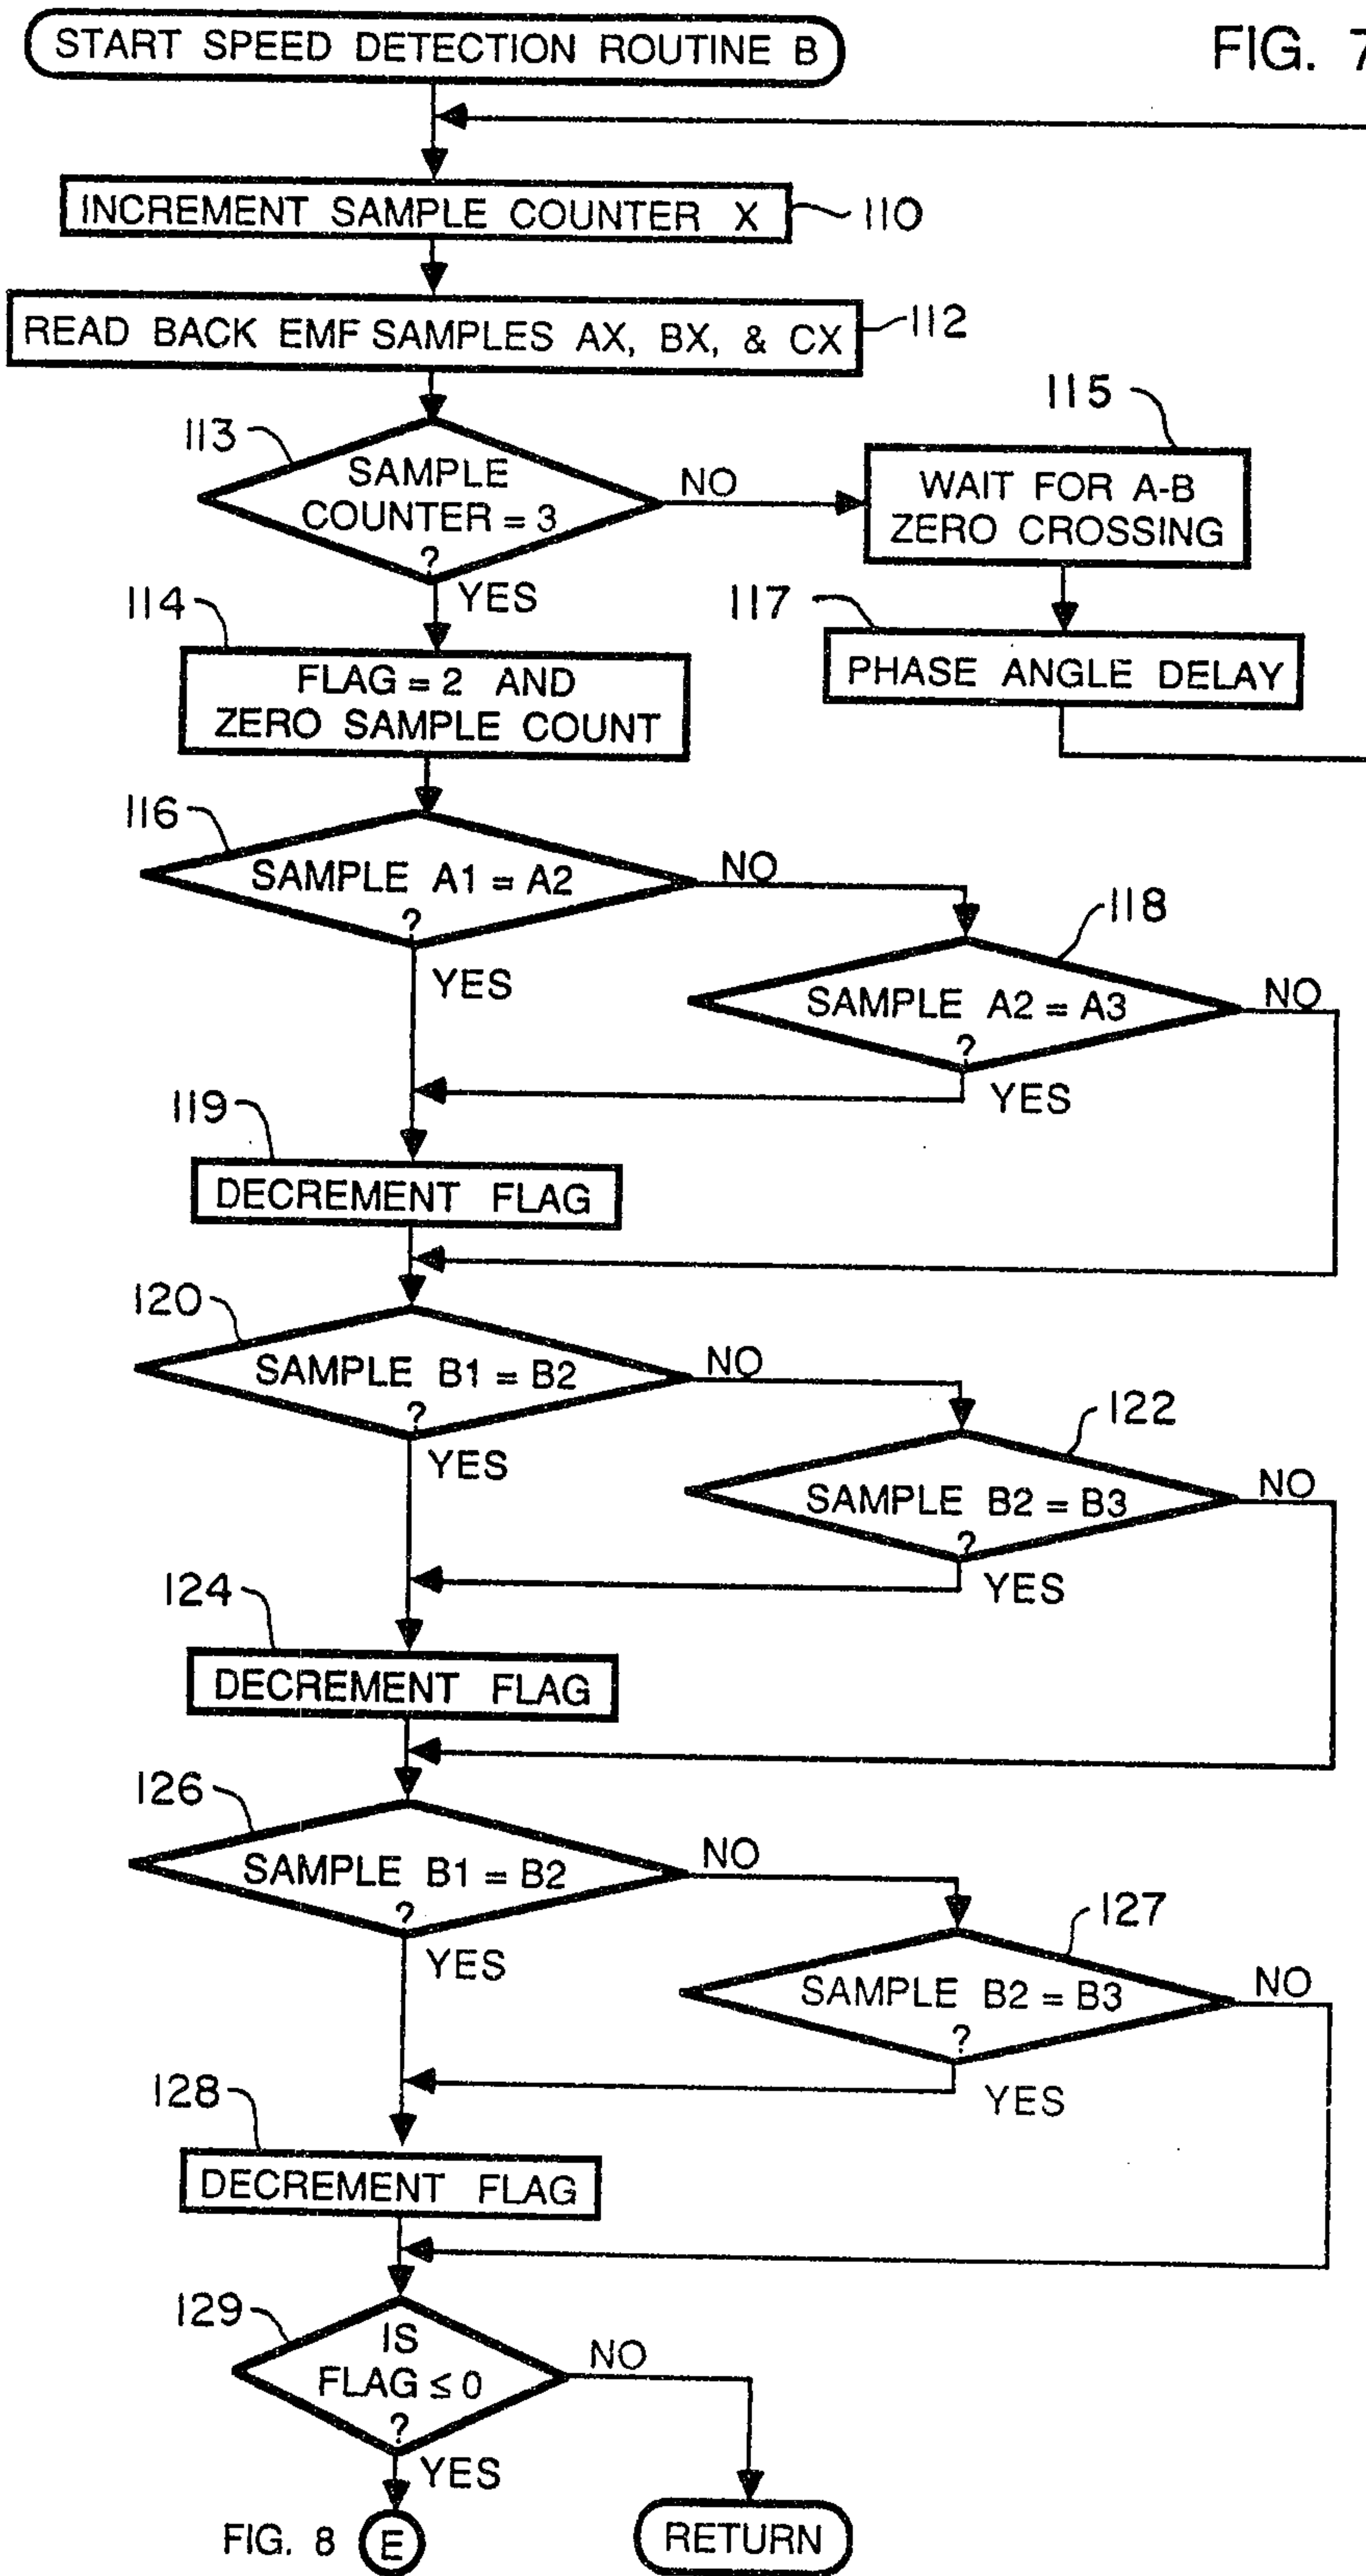 START SPEED DETECTION ROUTINE B
FIG. 7
INCREMENT SAMPLE COUNTER X
110
READ BACK EMF SAMPLES AX, BX, & CX
112
113
SAMPLE
COUNTER = 3
?
NO
YES
115
WAIT FOR A-B
ZERO CROSSING
117
PHASE ANGLE DELAY
114
FLAG = 2 AND
ZERO SAMPLE COUNT
116
SAMPLE A1 = A2
?
NO
YES
118
SAMPLE A2 = A3
?
NO
YES
119
DECREMENT FLAG
120
SAMPLE B1 = B2
?
NO
YES
122
SAMPLE B2 = B3
?
NO
YES
124
DECREMENT FLAG
126
SAMPLE B1 = B2
?
NO
YES
127
SAMPLE B2 = B3
?
NO
YES
128
DECREMENT FLAG
129
IS
FLAG ≤ 0
?
NO
YES
FIG. 8
E
RETURN